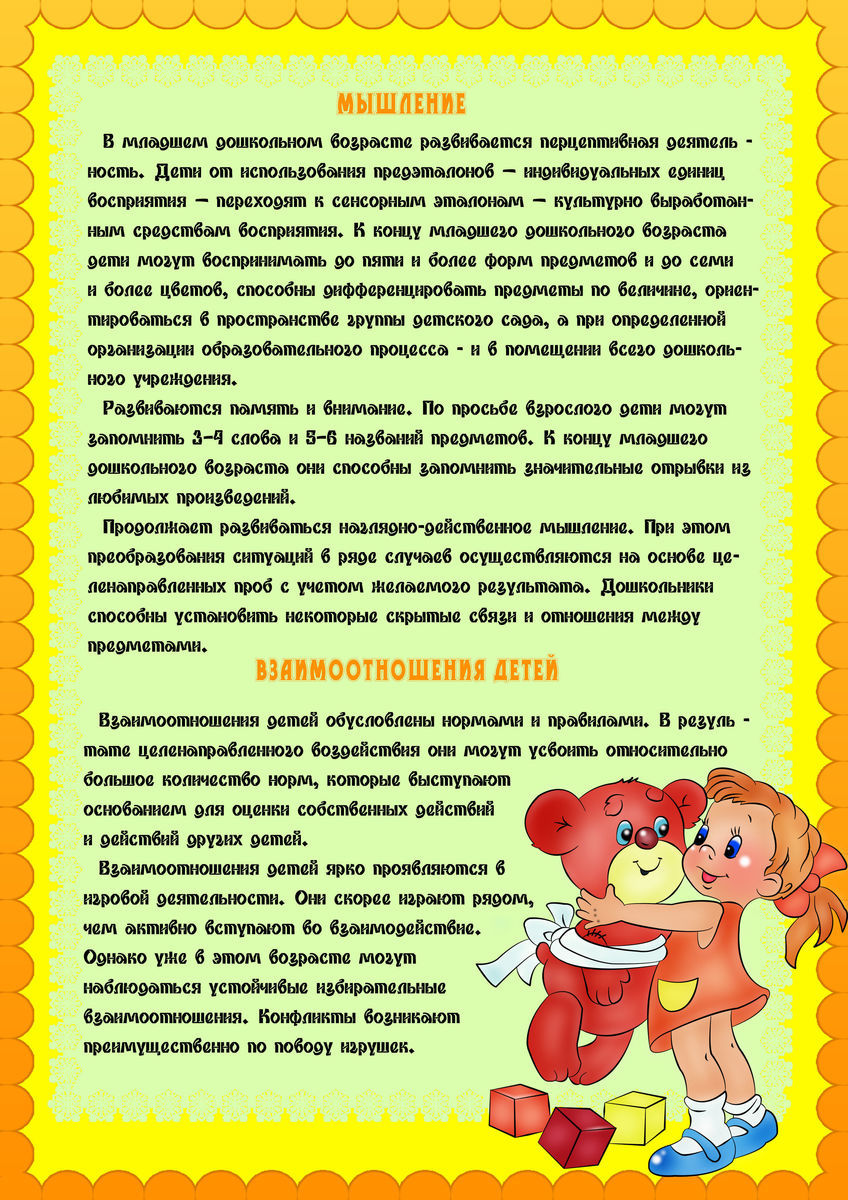 МЫШЛЕНИЕ
В младшем дошкольном возрасте развивается перцептивная деятель -
ность. Дети от использования предэталонов – индивидуальных единиц
восприятия – переходят к сенсорным эталонам – культурно выработан-
ным средствам восприятия. К концу младшего дошкольного возраста
дети могут воспринимать до пяти и более форм предметов и до семи
и более цветов, способны дифференцировать предметы по величине, ориен-
тироваться в пространстве группы детского сада, а при определенной
организации образовательного процесса - и в помещении всего дошколь-
ного учреждения.
Развиваются память и внимание. По просьбе взрослого дети могут
запомнить 3–4 слова и 5–6 названий предметов. К концу младшего
дошкольного возраста они способны запомнить значительные отрывки из
любимых произведений.
Продолжает развиваться наглядно-действенное мышление. При этом
преобразования ситуаций в ряде случаев осуществляются на основе це-
ленаправленных проб с учетом желаемого результата. Дошкольники
способны установить некоторые скрытые связи и отношения между
предметами.
ВЗАИМООТНОШЕНИЯ ДЕТЕЙ
Взаимоотношения детей обусловлены нормами и правилами. В резуль -
тате целенаправленного воздействия они могут усвоить относительно
большое количество норм, которые выступают
основанием для оценки собственных действий
и действий других детей.
Взаимоотношения детей ярко проявляются в
игровой деятельности. Они скорее играют рядом,
чем активно вступают во взаимодействие.
Однако уже в этом возрасте могут
наблюдаться устойчивые избирательные
взаимоотношения. Конфликты возникают
преимущественно по поводу игрушек.